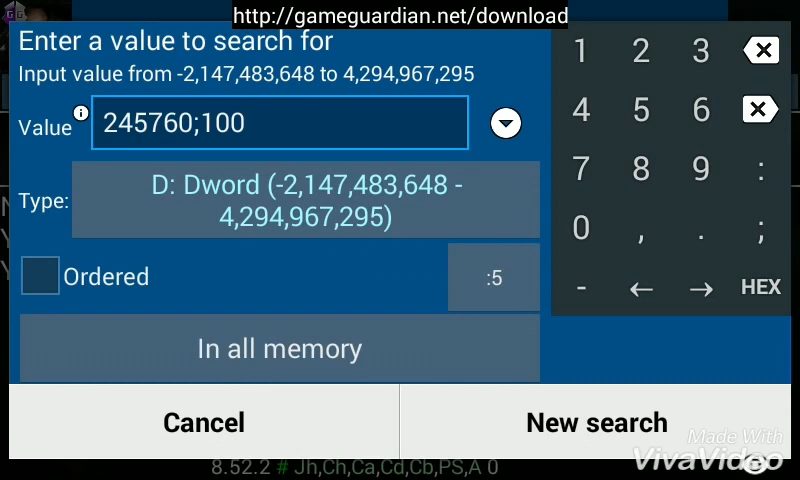 http://gameguardian.net/download
Enter a value to search for
Input value from -2,147,483,648 to 4,294,967,295
Value
245760;100
Type:
D: Dword (-2,147,483,648 -
4,294,967,295)
Ordered
:5
In all memory
Cancel
New search
1 2 3
4 5 6
7 8 9 :
0 , . ;
- ← → HEX
8.52.2 # Jh,Ch,Ca,Cd,Cb,PS,A 0
Made With
VivaVideo